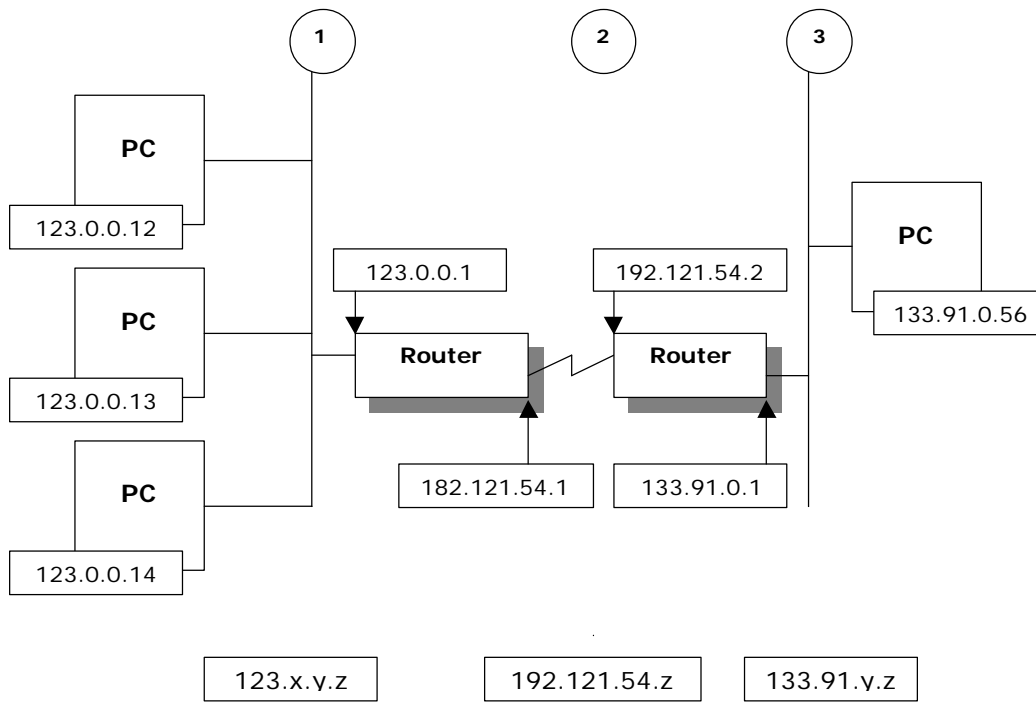 1
2
3
PC
123.0.0.12
PC
123.0.0.13
PC
123.0.0.14
123.0.0.1
Router
182.121.54.1
192.121.54.2
Router
133.91.0.1
PC
133.91.0.56
123.x.y.z
192.121.54.z
133.91.y.z